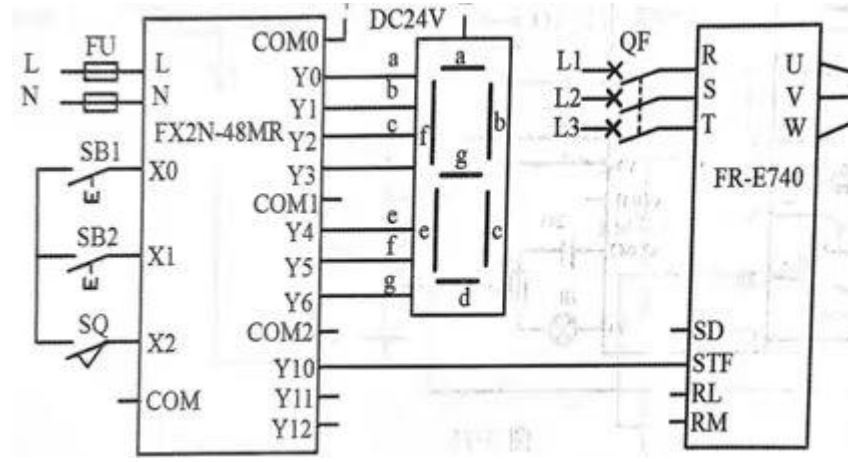 DC24V
COM0
L FU L
N N
Y0 a
Y1 b
Y2 c
Y3
FX2N-48MR
SB1 X0
E
COM1
Y4 e
Y5 f
Y6 g
SB2 X1
E
SQ X2
COM2
Y10
COM
Y11
Y12
a
f b
g
e c
d
QF
L1 R U
L2 S V
L3 T W
FR-E740
SD
STF
RL
RM